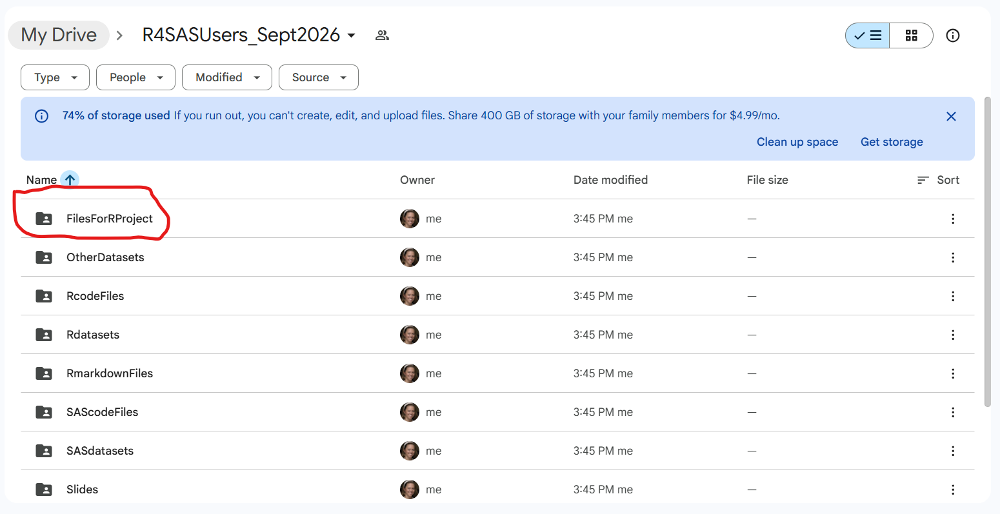 My Drive > R4SASUsers_Sept2026
Type People Modified Source
74% of storage used If you run out, you can't create, edit, and upload files. Share 400 GB of storage with your family members for $4.99/mo.
Clean up space Get storage
Name Owner Date modified File size Sort
FilesForRProject me 3:45 PM me —
OtherDatasets me 3:45 PM me —
RcodeFiles me 3:45 PM me —
Rdatasets me 3:45 PM me —
RmarkdownFiles me 3:45 PM me —
SAScodeFiles me 3:45 PM me —
SASdatasets me 3:45 PM me —
Slides me 3:45 PM me —